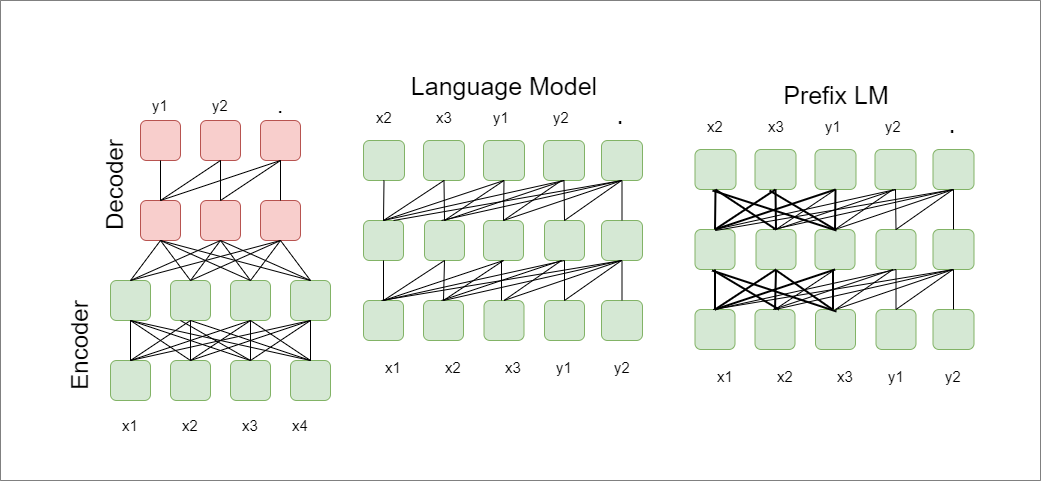 Decoder
y1 y2 .
Encoder
x1 x2 x3 x4
Language Model
x2 x3 y1 y2 .
x1 x2 x3 y1 y2
Prefix LM
x2 x3 y1 y2 .
x1 x2 x3 y1 y2